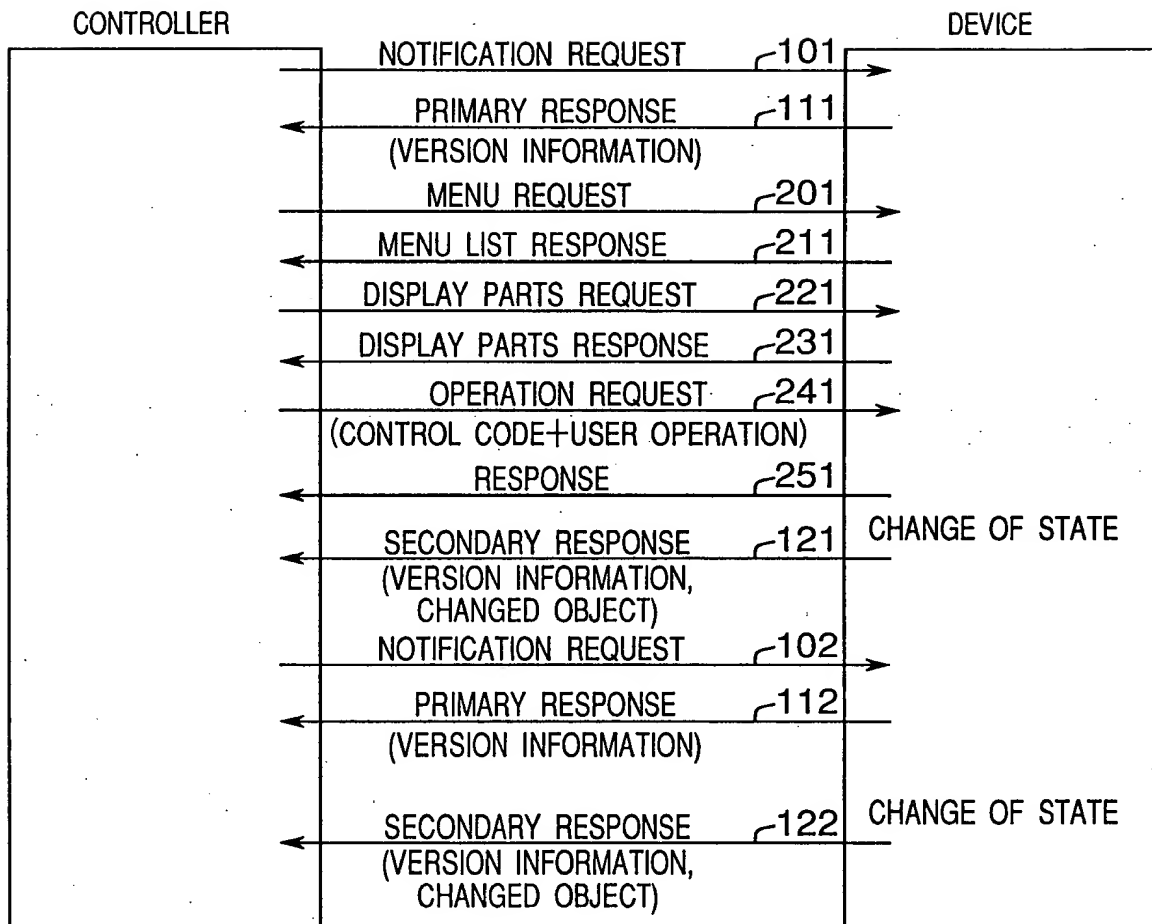 CONTROLLER
DEVICE
NOTIFICATION REQUEST 101
PRIMARY RESPONSE 111
(VERSION INFORMATION)
MENU REQUEST 201
MENU LIST RESPONSE 211
DISPLAY PARTS REQUEST 221
DISPLAY PARTS RESPONSE 231
OPERATION REQUEST 241
(CONTROL CODE+USER OPERATION)
RESPONSE 251
CHANGE OF STATE
SECONDARY RESPONSE 121
(VERSION INFORMATION,
CHANGED OBJECT)
NOTIFICATION REQUEST 102
PRIMARY RESPONSE 112
(VERSION INFORMATION)
CHANGE OF STATE
SECONDARY RESPONSE 122
(VERSION INFORMATION,
CHANGED OBJECT)